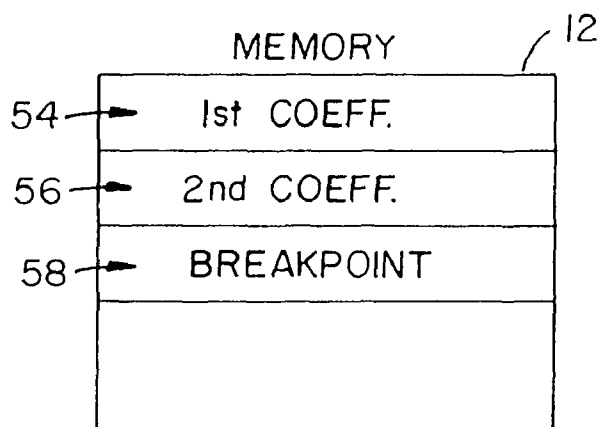 MEMORY
12
54 1st COEFF.
56 2nd COEFF.
58 BREAKPOINT